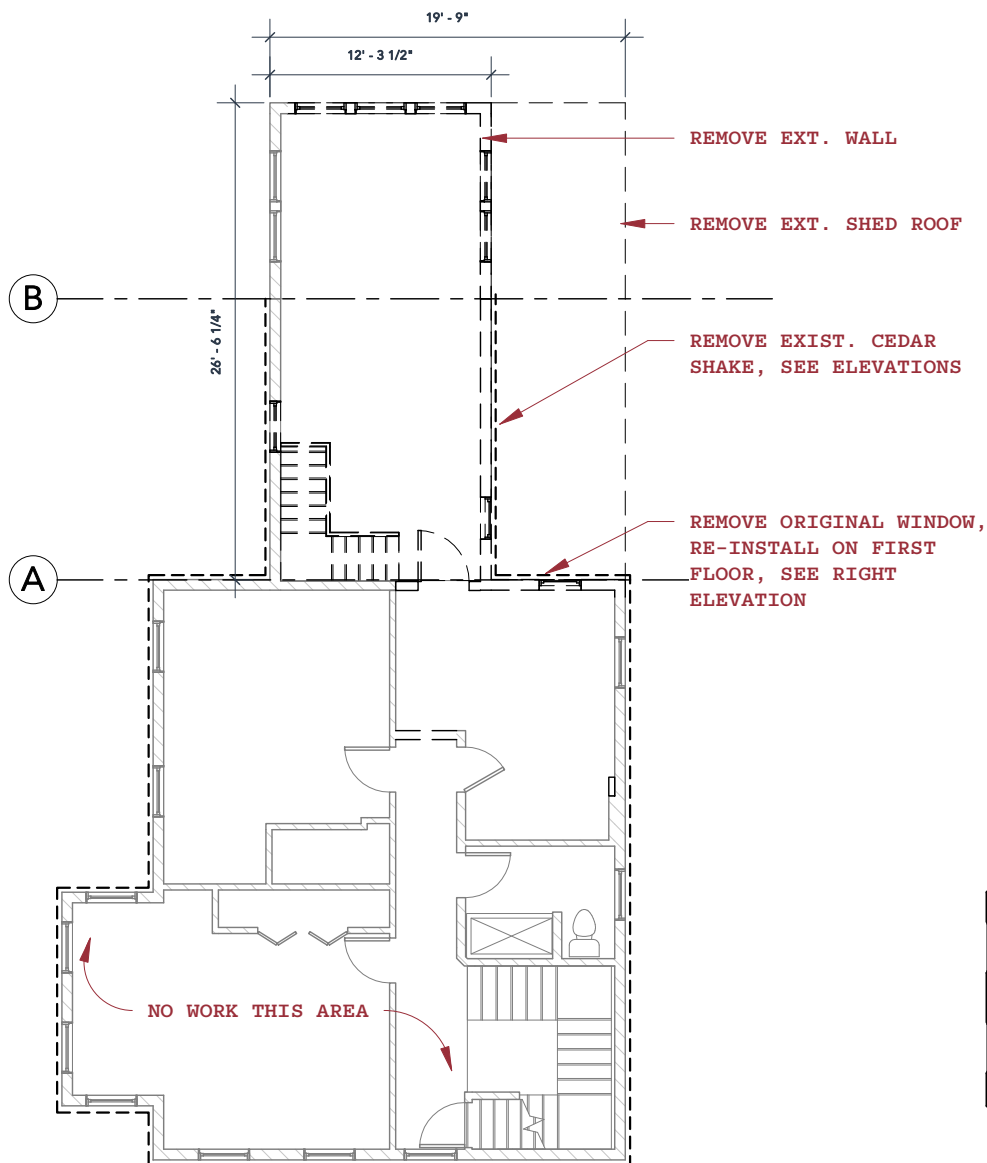 19' - 9"
12' - 3 1/2"
REMOVE EXT. WALL
REMOVE EXT. SHED ROOF
B
26' - 6 1/4"
REMOVE EXIST. CEDAR
SHAKE, SEE ELEVATIONS
REMOVE ORIGINAL WINDOW,
RE-INSTALL ON FIRST
FLOOR, SEE RIGHT
ELEVATION
A
NO WORK THIS AREA